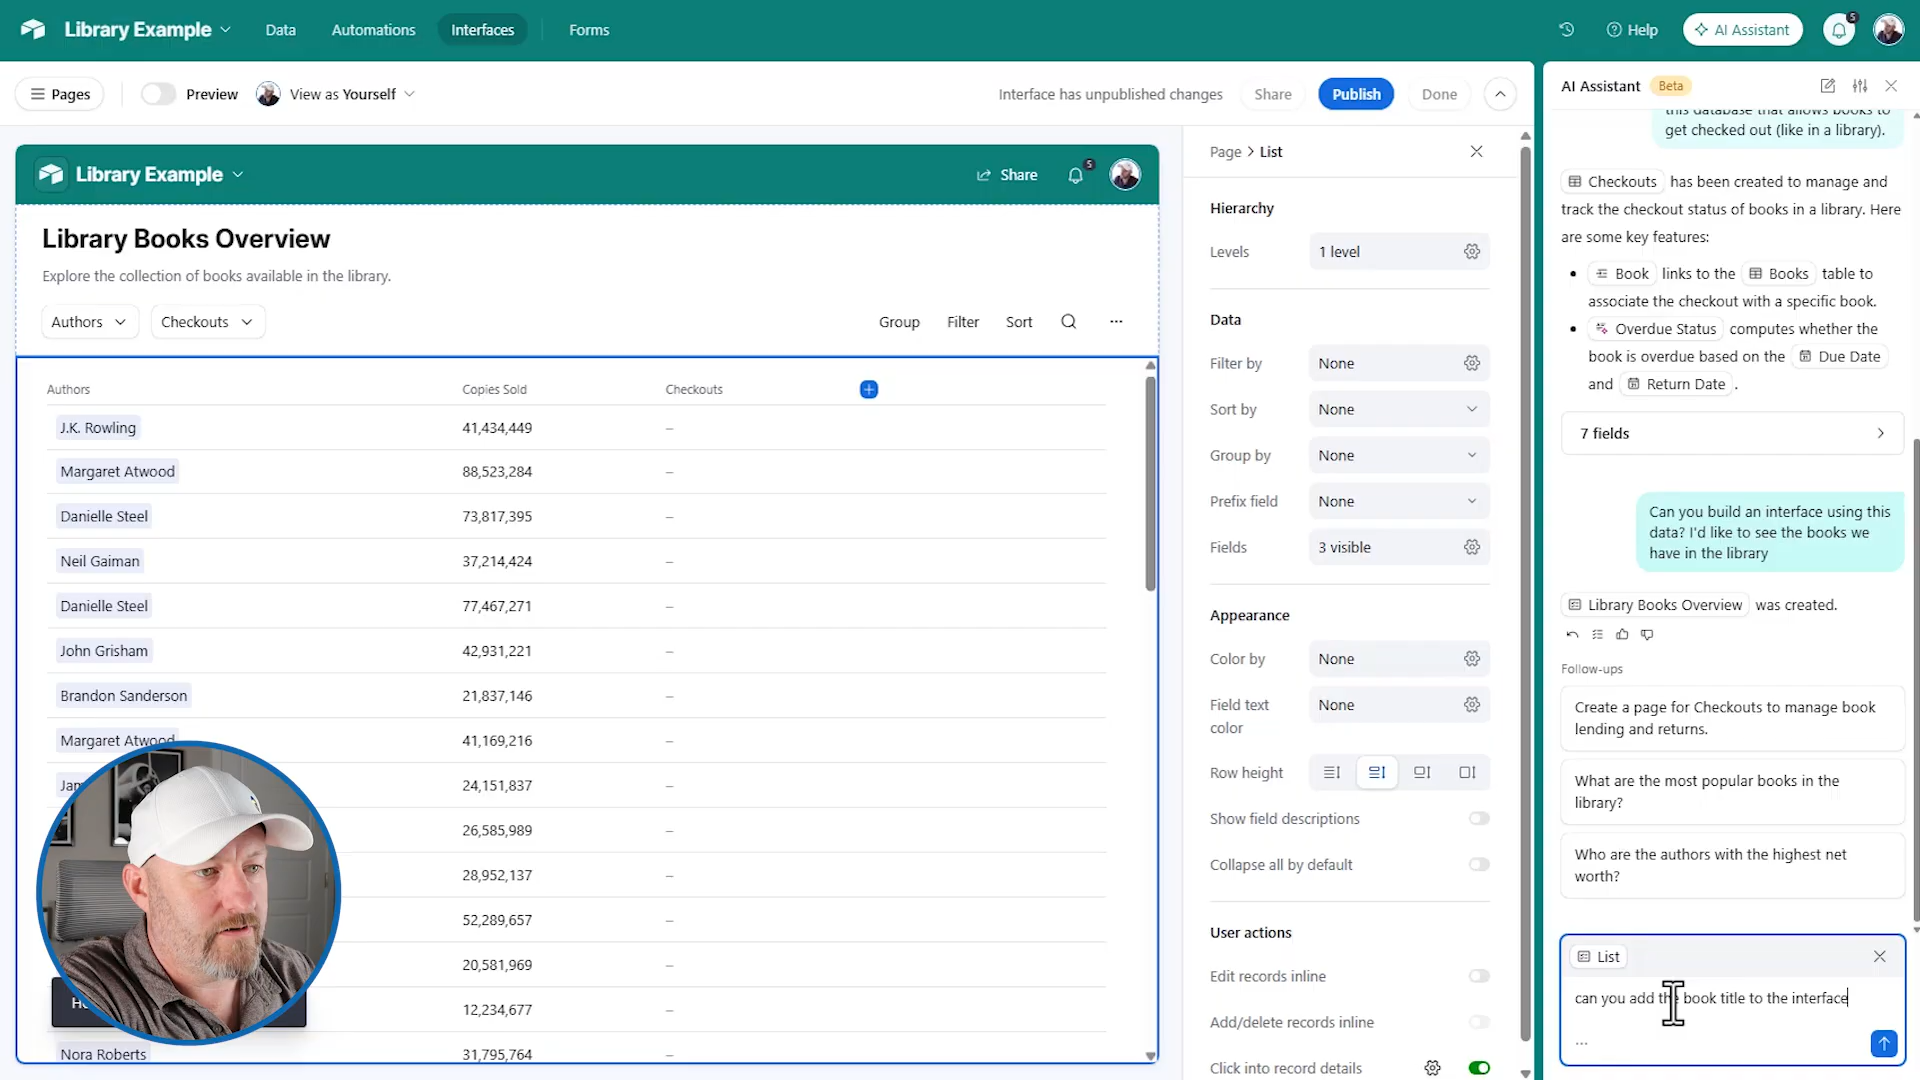 Library Example
Data
Automations
Interfaces
Forms
Help
AI Assistant
5
Pages
Preview
View as Yourself
Interface has unpublished changes
Share
Publish
Done
Library Example
Share
5
Library Books Overview
Explore the collection of books available in the library.
Authors
Checkouts
Group
Filter
Sort
Authors Copies Sold Checkouts
J.K. Rowling 41,434,449 –
Margaret Atwood 88,523,284 –
Danielle Steel 73,817,395 –
Neil Gaiman 37,214,424 –
Danielle Steel 77,467,271 –
John Grisham 42,931,221 –
Brandon Sanderson 21,837,146 –
Margaret Atwood 41,169,216 –
24,151,837 –
26,585,989 –
28,952,137 –
52,289,657 –
20,581,969 –
12,234,677 –
Nora Roberts 31,795,764 –
Page > List
Hierarchy
Levels 1 level
Data
Filter by None
Sort by None
Group by None
Prefix field None
Fields 3 visible
Appearance
Color by None
Field text
color
None
Row height
Show field descriptions
Collapse all by default
User actions
Edit records inline
Add/delete records inline
Click into record details
AI Assistant Beta
this database that allows books to
get checked out (like in a library).
Checkouts has been created to manage and
track the checkout status of books in a library. Here
are some key features:
• Book links to the Books table to
associate the checkout with a specific book.
• Overdue Status computes whether the
book is overdue based on the Due Date
and Return Date .
7 fields
Can you build an interface using this
data? I'd like to see the books we
have in the library
Library Books Overview was created.
Follow-ups
Create a page for Checkouts to manage book
lending and returns.
What are the most popular books in the
library?
Who are the authors with the highest net
worth?
List
can you add the book title to the interface